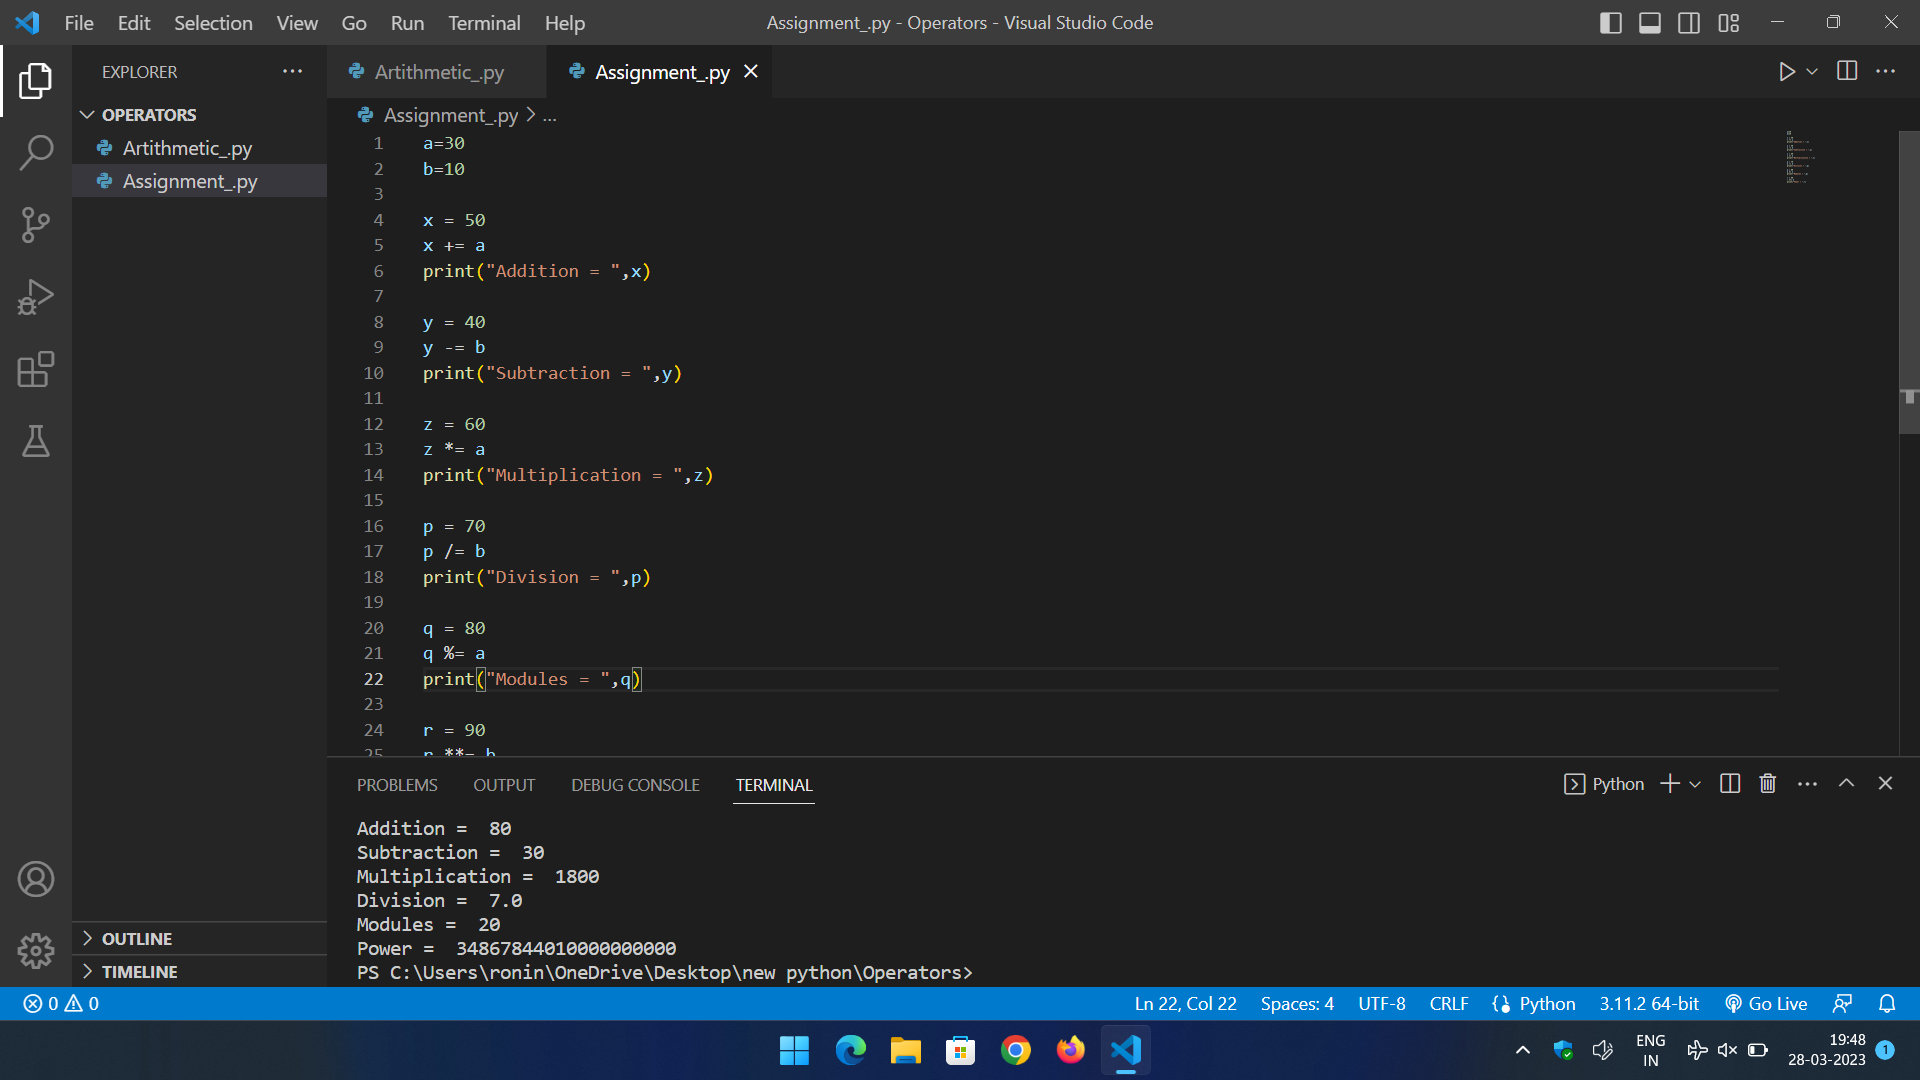 File Edit Selection View Go Run Terminal Help
Assignment_.py - Operators - Visual Studio Code
EXPLORER
OPERATORS
Artithmetic_.py
Assignment_.py
OUTLINE
TIMELINE
Artithmetic_.py
Assignment_.py
Assignment_.py > ...
1 a=30
2 b=10
3
4 x = 50
5 x += a
6 print("Addition = ",x)
7
8 y = 40
9 y -= b
10 print("Subtraction = ",y)
11
12 z = 60
13 z *= a
14 print("Multiplication = ",z)
15
16 p = 70
17 p /= b
18 print("Division = ",p)
19
20 q = 80
21 q %= a
22 print("Modules = ",q)
23
24 r = 90
25 r **= b
PROBLEMS OUTPUT DEBUG CONSOLE TERMINAL
Python
Addition =  80
Subtraction =  30
Multiplication =  1800
Division =  7.0
Modules =  20
Power =  34867844010000000000
PS C:\Users\ronin\OneDrive\Desktop\new python\Operators>
0 0
Ln 22, Col 22 Spaces: 4 UTF-8 CRLF Python 3.11.2 64-bit Go Live
ENG
IN
19:48
28-03-2023
1